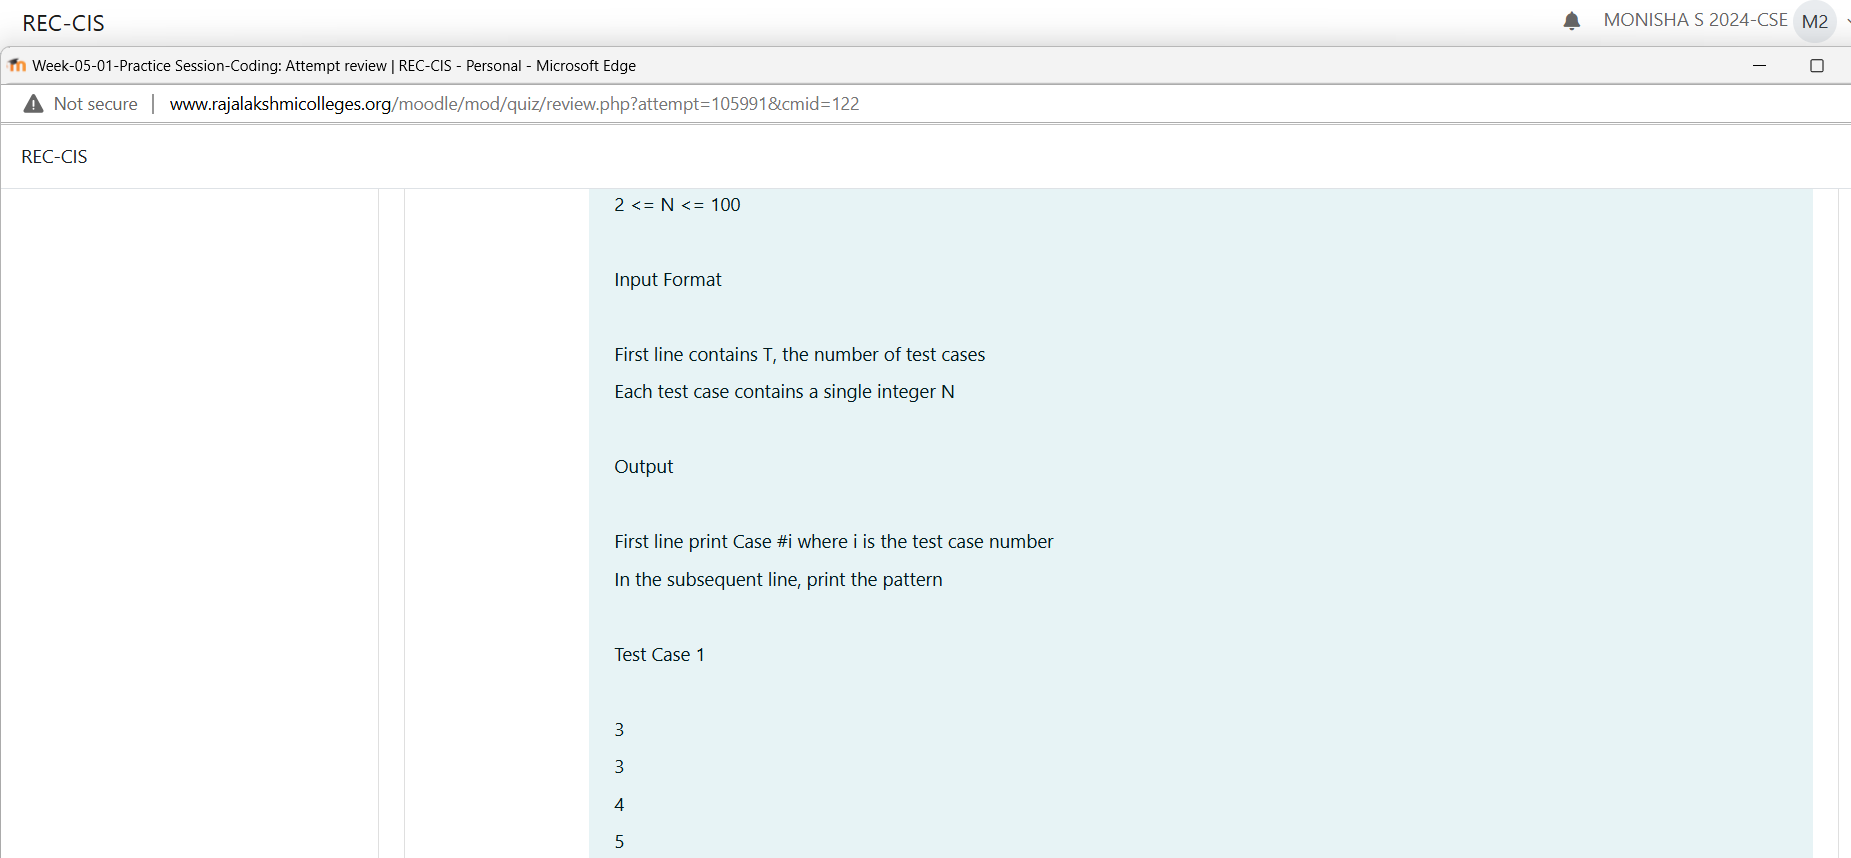 REC-CIS
MONISHA S 2024-CSE M2
Week-05-01-Practice Session-Coding: Attempt review | REC-CIS - Personal - Microsoft Edge
Not secure | www.rajalakshmicolleges.org/moodle/mod/quiz/review.php?attempt=105991&cmid=122
REC-CIS
2 <= N <= 100
Input Format
First line contains T, the number of test cases
Each test case contains a single integer N
Output
First line print Case #i where i is the test case number
In the subsequent line, print the pattern
Test Case 1
3
3
4
5